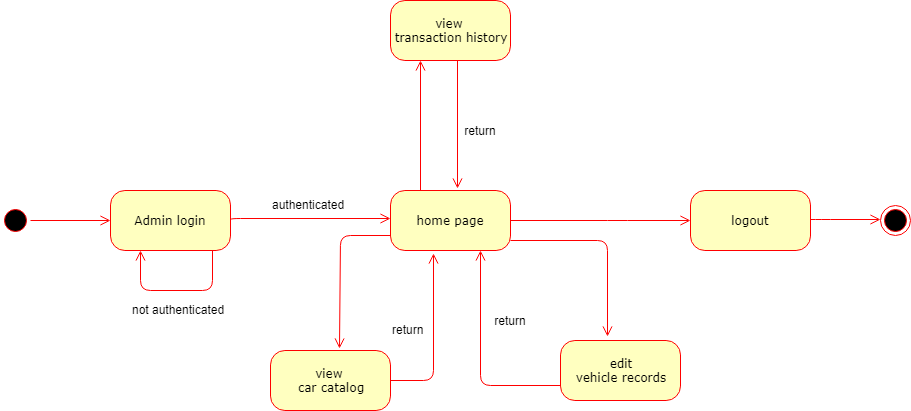 view
transaction history
return
authenticated
Admin login
home page
logout
not authenticated
return
return
view
car catalog
edit
vehicle records